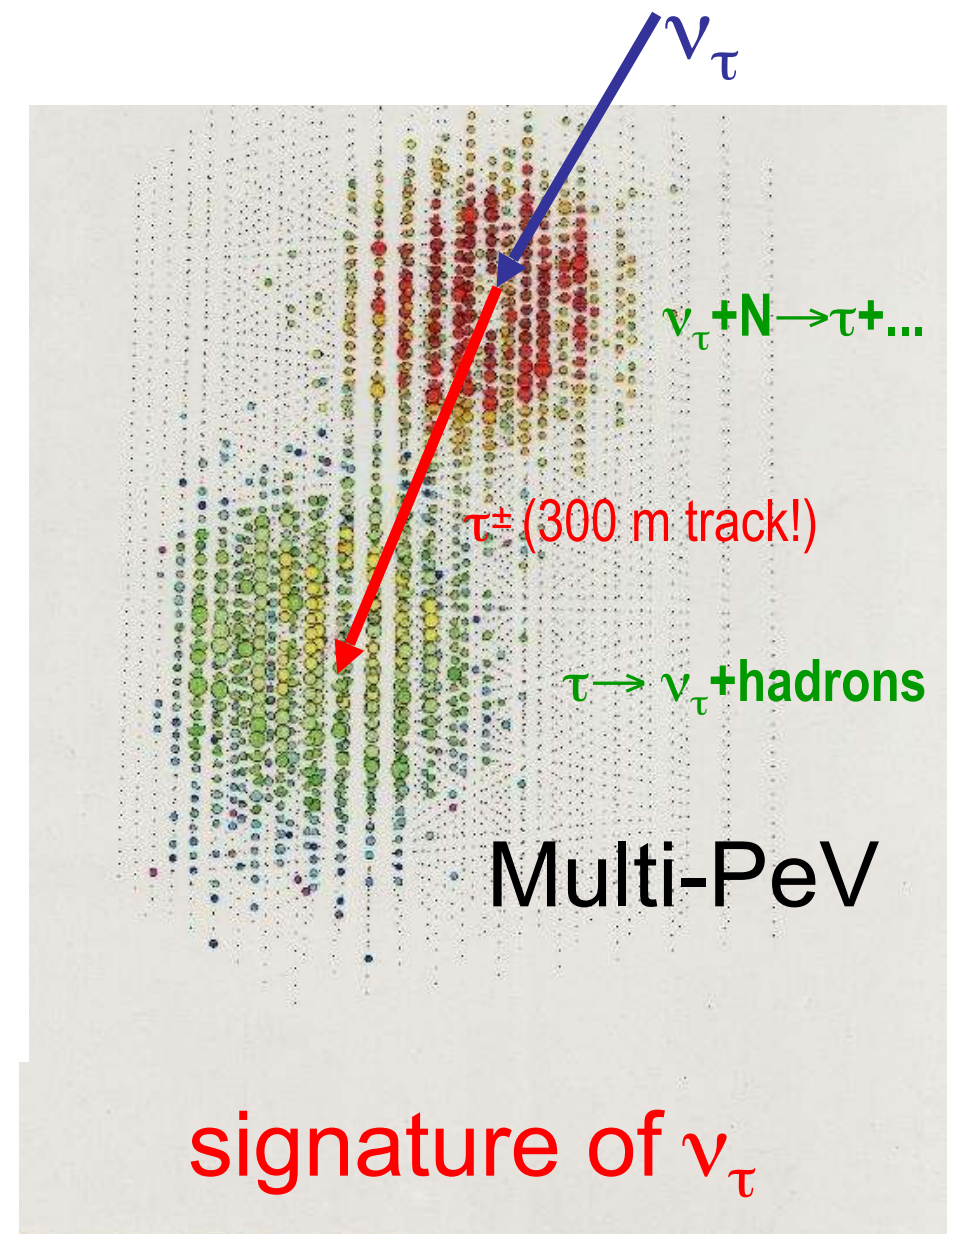 ντ
ντ+N→τ+...
τ± (300 m track!)
τ→ ντ+hadrons
Multi-PeV
signature of ντ